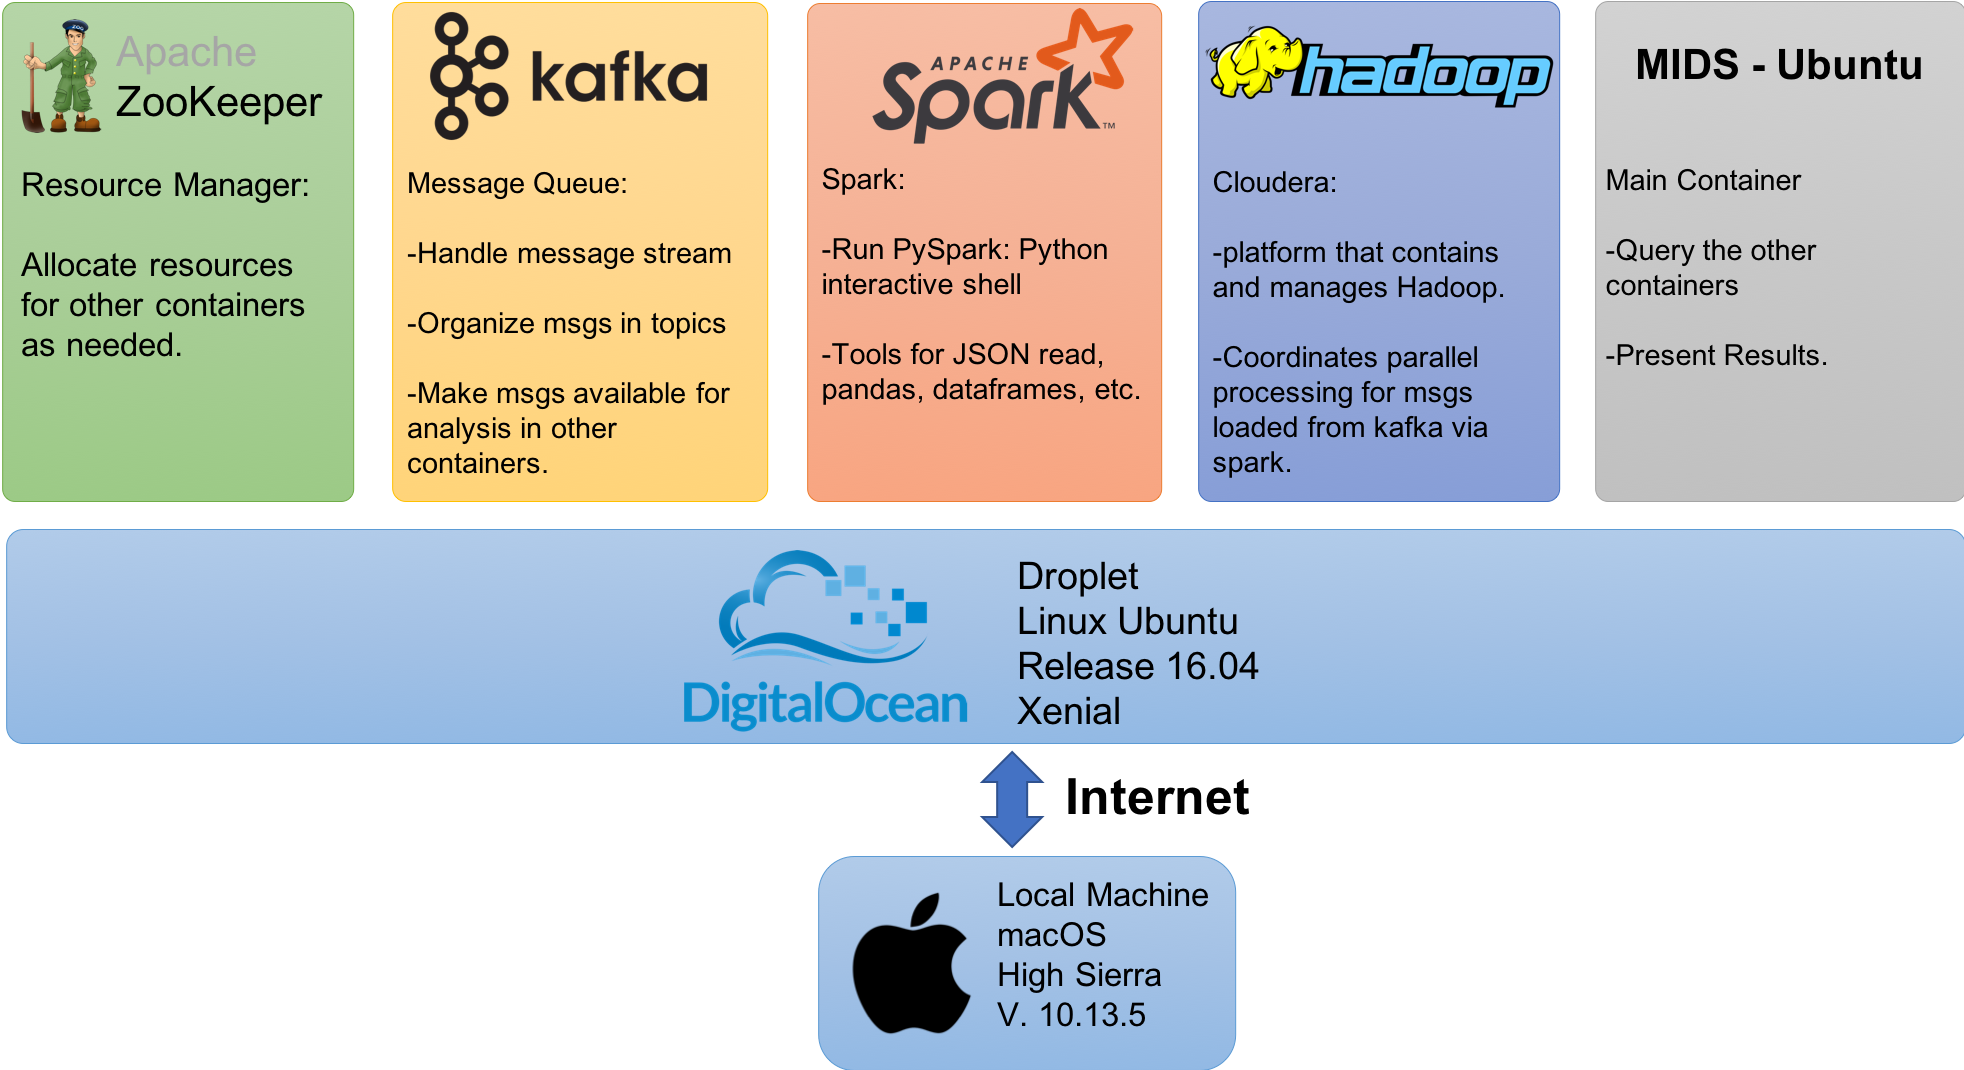 ZOO
Apache
ZooKeeper
Resource Manager:
Allocate resources
for other containers
as needed.
kafka
Message Queue:
-Handle message stream
-Organize msgs in topics
-Make msgs available for
analysis in other
containers.
APACHE
Spark™
Spark:
-Run PySpark: Python
interactive shell
-Tools for JSON read,
pandas, dataframes, etc.
hadoop
Cloudera:
-platform that contains
and manages Hadoop.
-Coordinates parallel
processing for msgs
loaded from kafka via
spark.
MIDS - Ubuntu
Main Container
-Query the other
containers
-Present Results.
DigitalOcean
Droplet
Linux Ubuntu
Release 16.04
Xenial
Internet
Local Machine
macOS
High Sierra
V. 10.13.5